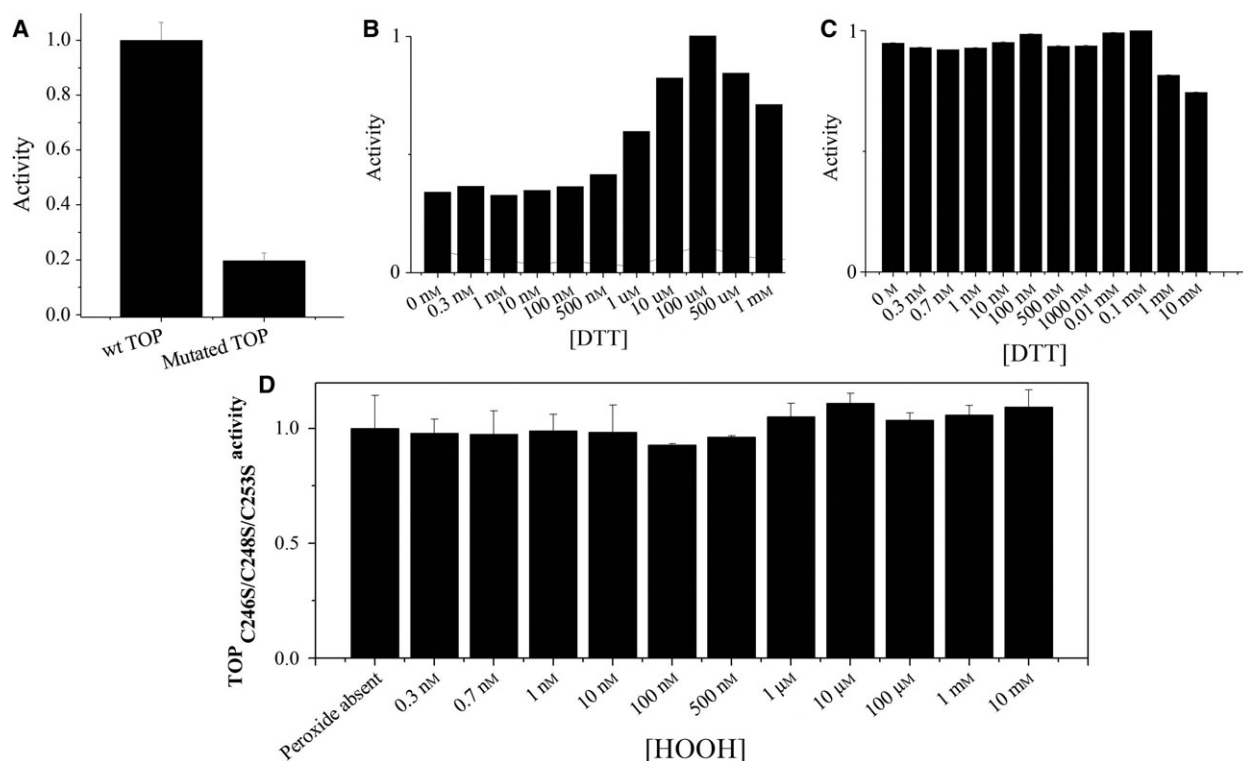 A
Activity
1.0
0.8
0.6
0.4
0.2
0.0
wt TOP
Mutated TOP
B
Activity
1
0
0 nM
0.3 nM
1 nM
10 nM
100 nM
500 nM
1 uM
10 µM
100 uM
500 uM
1 mM
[DTT]
C
Activity
1
0
0 M
0.3 nM
0.7 nM
1 nM
10 nM
100 nM
500 nM
1000 nM
0.01 mM
0.1 mM
1 mM
10 mM
[DTT]
D
TOP C246S/C248S/C253S activity
1.0
0.5
0.0
Peroxide absent
0.3 nM
0.7 nM
1 nM
10 nM
100 nM
500 nM
1 µM
10 µM
100 µM
1 mM
10 mM
[HOOH]